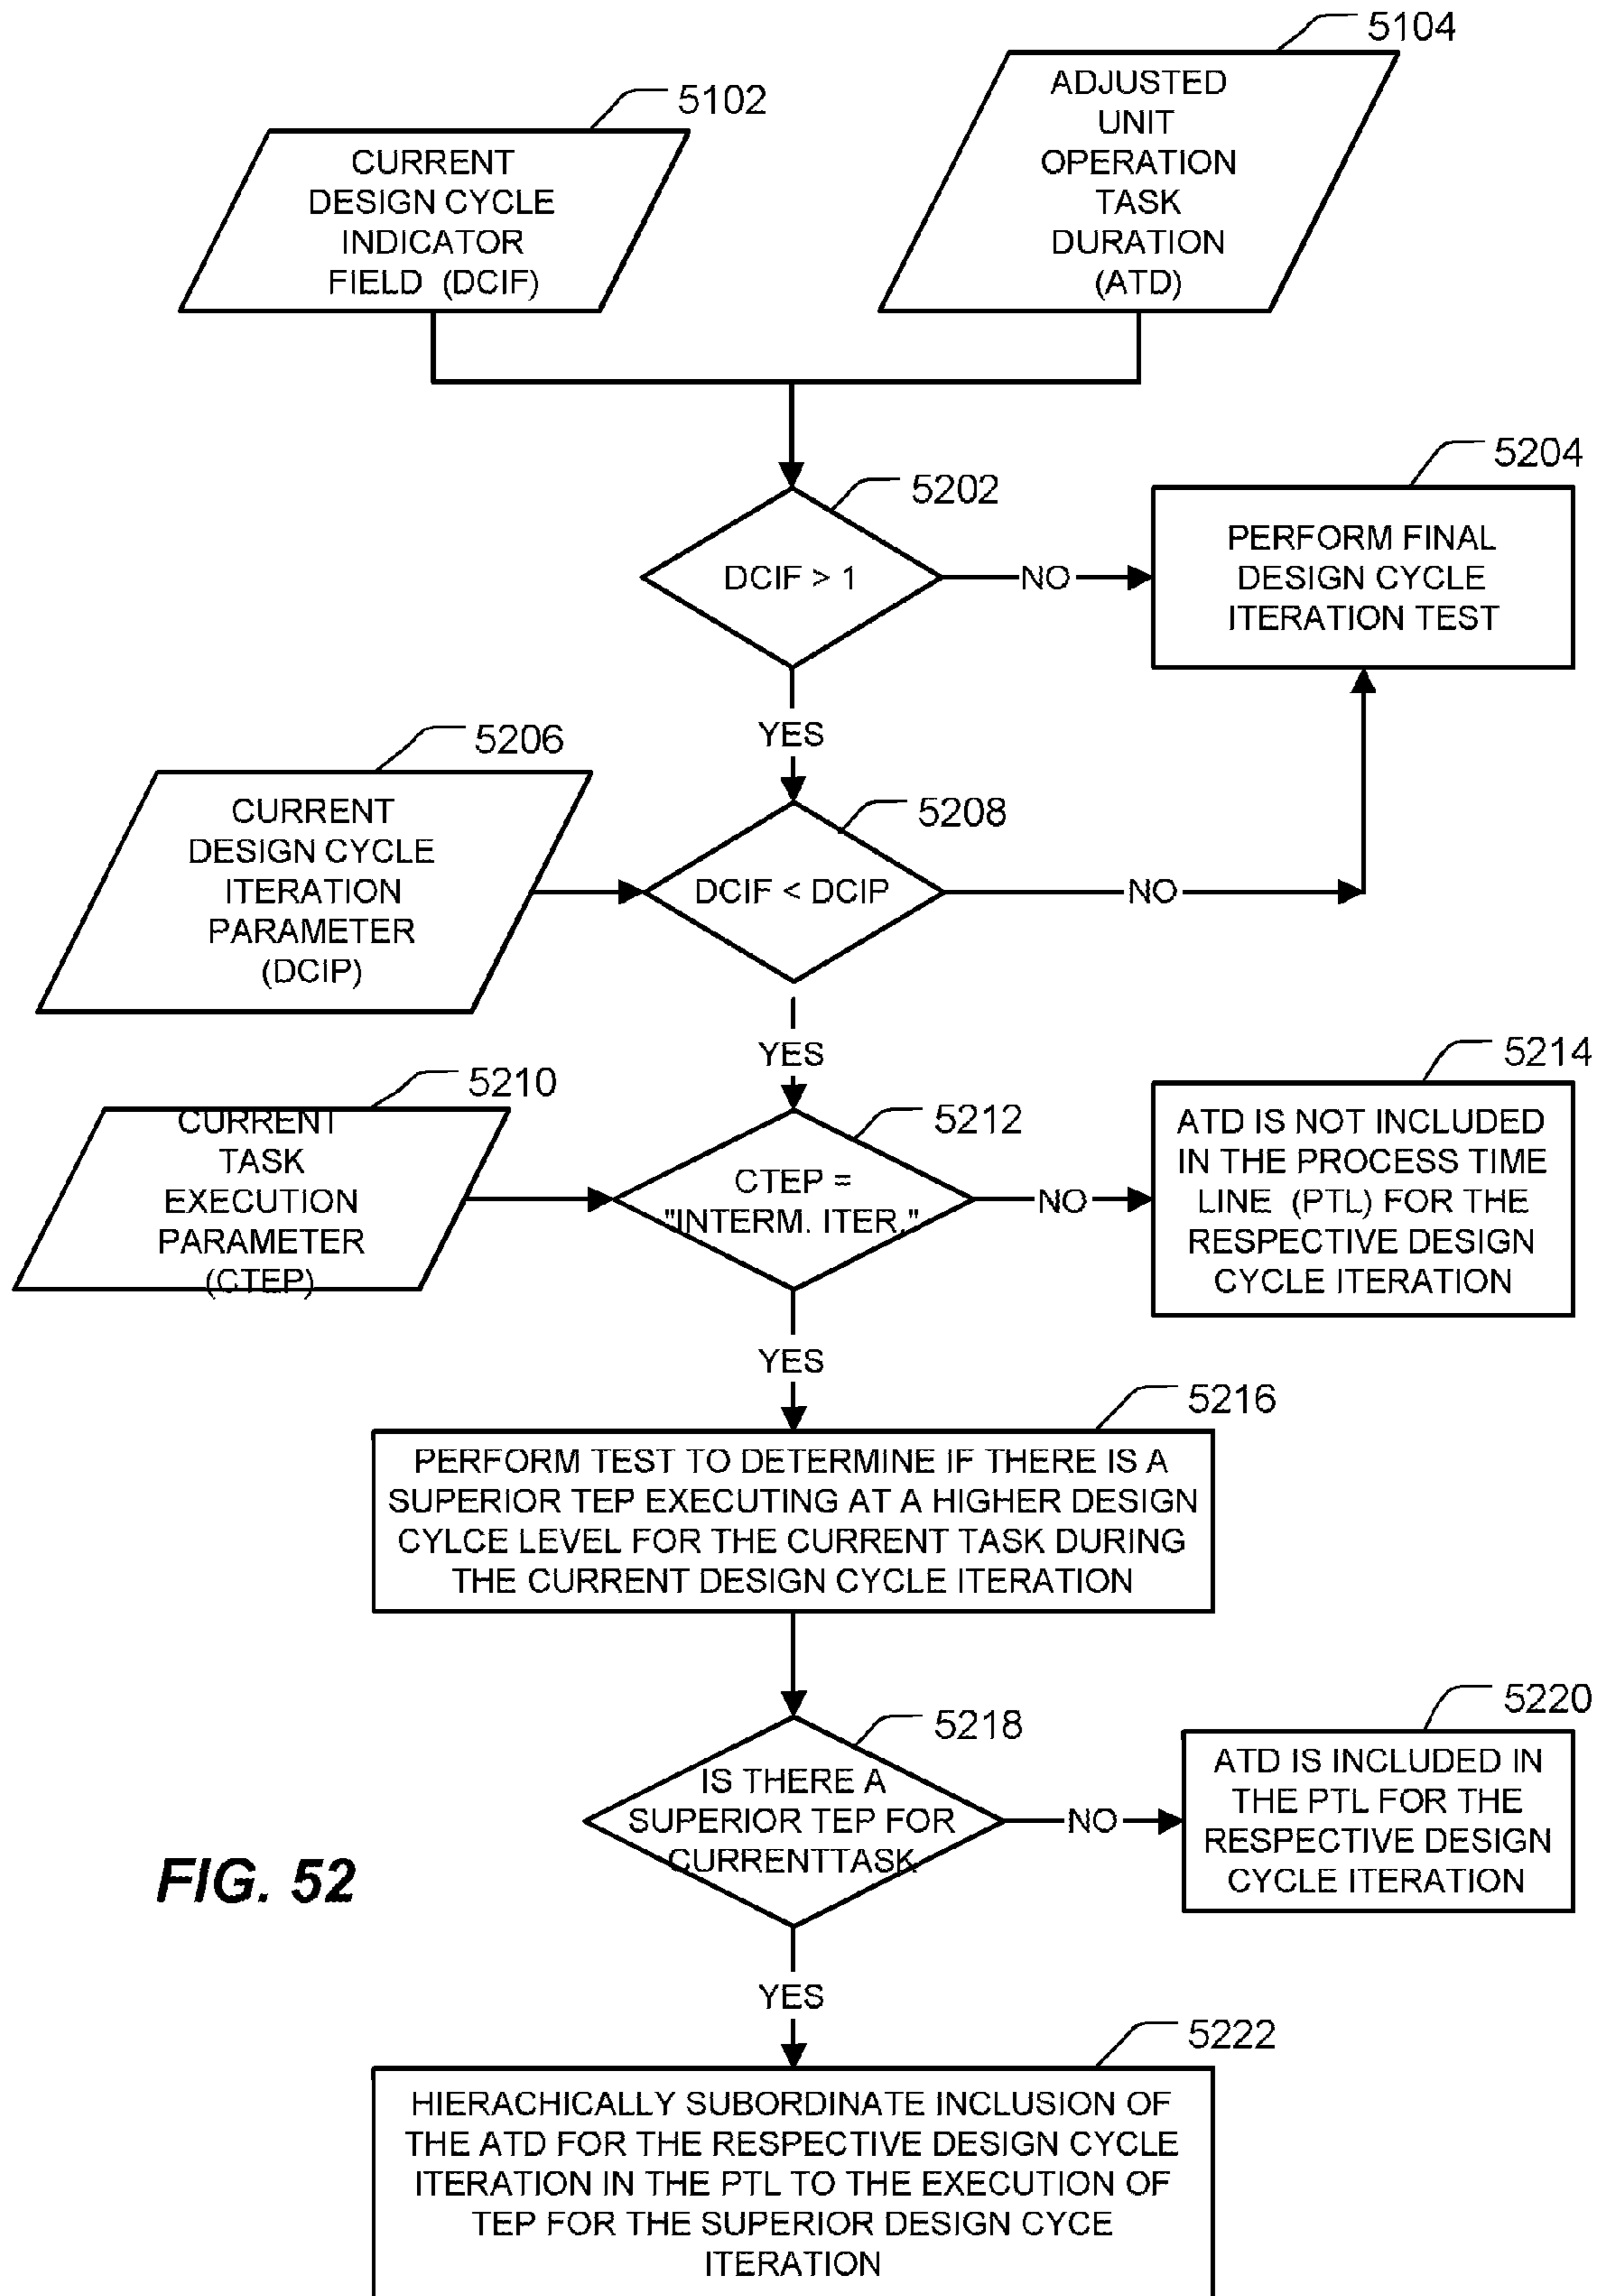 5104
ADJUSTED
UNIT
OPERATION
TASK
DURATION
(ATD)
5102
CURRENT
DESIGN CYCLE
INDICATOR
FIELD (DCIF)
5202
DCIF > 1
NO
5204
PERFORM FINAL
DESIGN CYCLE
ITERATION TEST
YES
5206
CURRENT
DESIGN CYCLE
ITERATION
PARAMETER
(DCIP)
5208
DCIF < DCIP
NO
YES
5210
CURRENT
TASK
EXECUTION
PARAMETER
(CTEP)
5212
CTEP =
"INTERM. ITER."
NO
5214
ATD IS NOT INCLUDED
IN THE PROCESS TIME
LINE (PTL) FOR THE
RESPECTIVE DESIGN
CYCLE ITERATION
YES
5216
PERFORM TEST TO DETERMINE IF THERE IS A
SUPERIOR TEP EXECUTING AT A HIGHER DESIGN
CYLCE LEVEL FOR THE CURRENT TASK DURING
THE CURRENT DESIGN CYCLE ITERATION
5218
IS THERE A
SUPERIOR TEP FOR
CURRENTTASK
NO
5220
ATD IS INCLUDED IN
THE PTL FOR THE
RESPECTIVE DESIGN
CYCLE ITERATION
FIG. 52
YES
5222
HIERACHICALLY SUBORDINATE INCLUSION OF
THE ATD FOR THE RESPECTIVE DESIGN CYCLE
ITERATION IN THE PTL TO THE EXECUTION OF
TEP FOR THE SUPERIOR DESIGN CYCE
ITERATION